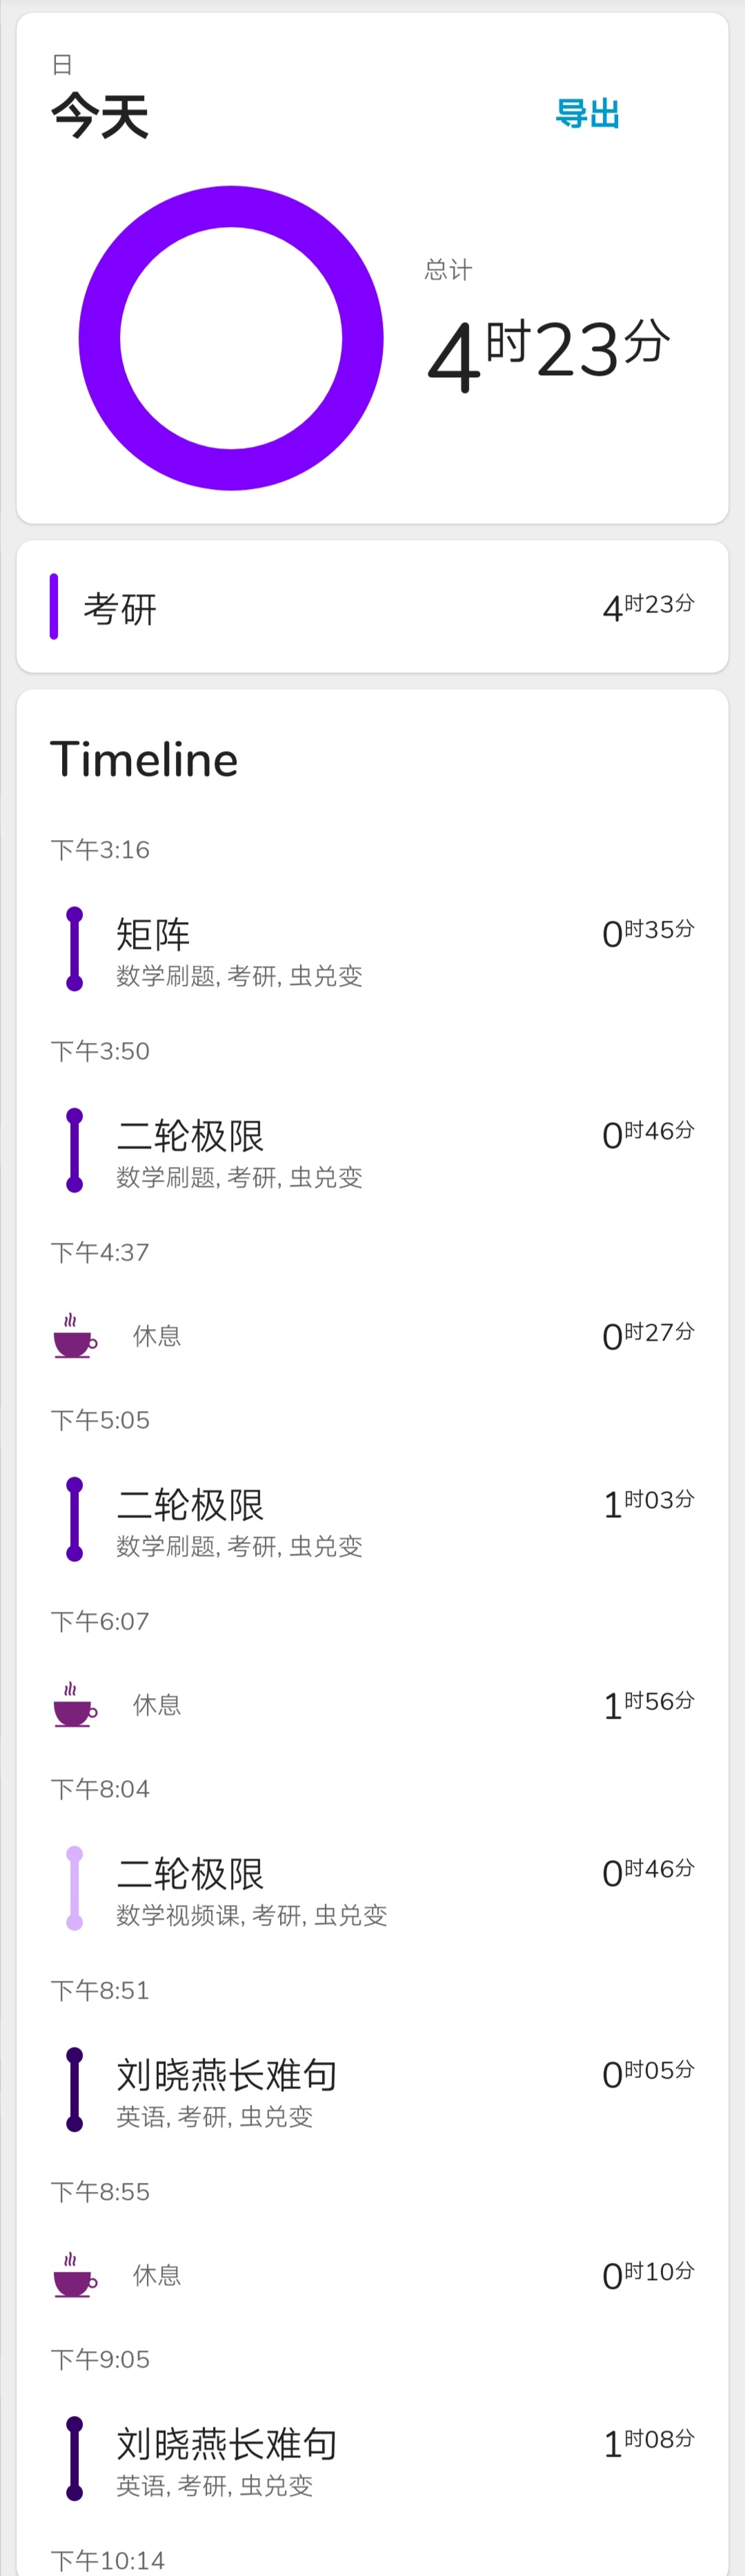 日
今天
导出
总计
4时23分
考研
4时23分
Timeline
下午3:16
矩阵
0时35分
数学刷题, 考研, 虫兑变
下午3:50
二轮极限
0时46分
数学刷题, 考研, 虫兑变
下午4:37
休息
0时27分
下午5:05
二轮极限
1时03分
数学刷题, 考研, 虫兑变
下午6:07
休息
1时56分
下午8:04
二轮极限
0时46分
数学视频课, 考研, 虫兑变
下午8:51
刘晓燕长难句
0时05分
英语, 考研, 虫兑变
下午8:55
休息
0时10分
下午9:05
刘晓燕长难句
1时08分
英语, 考研, 虫兑变
下午10:14